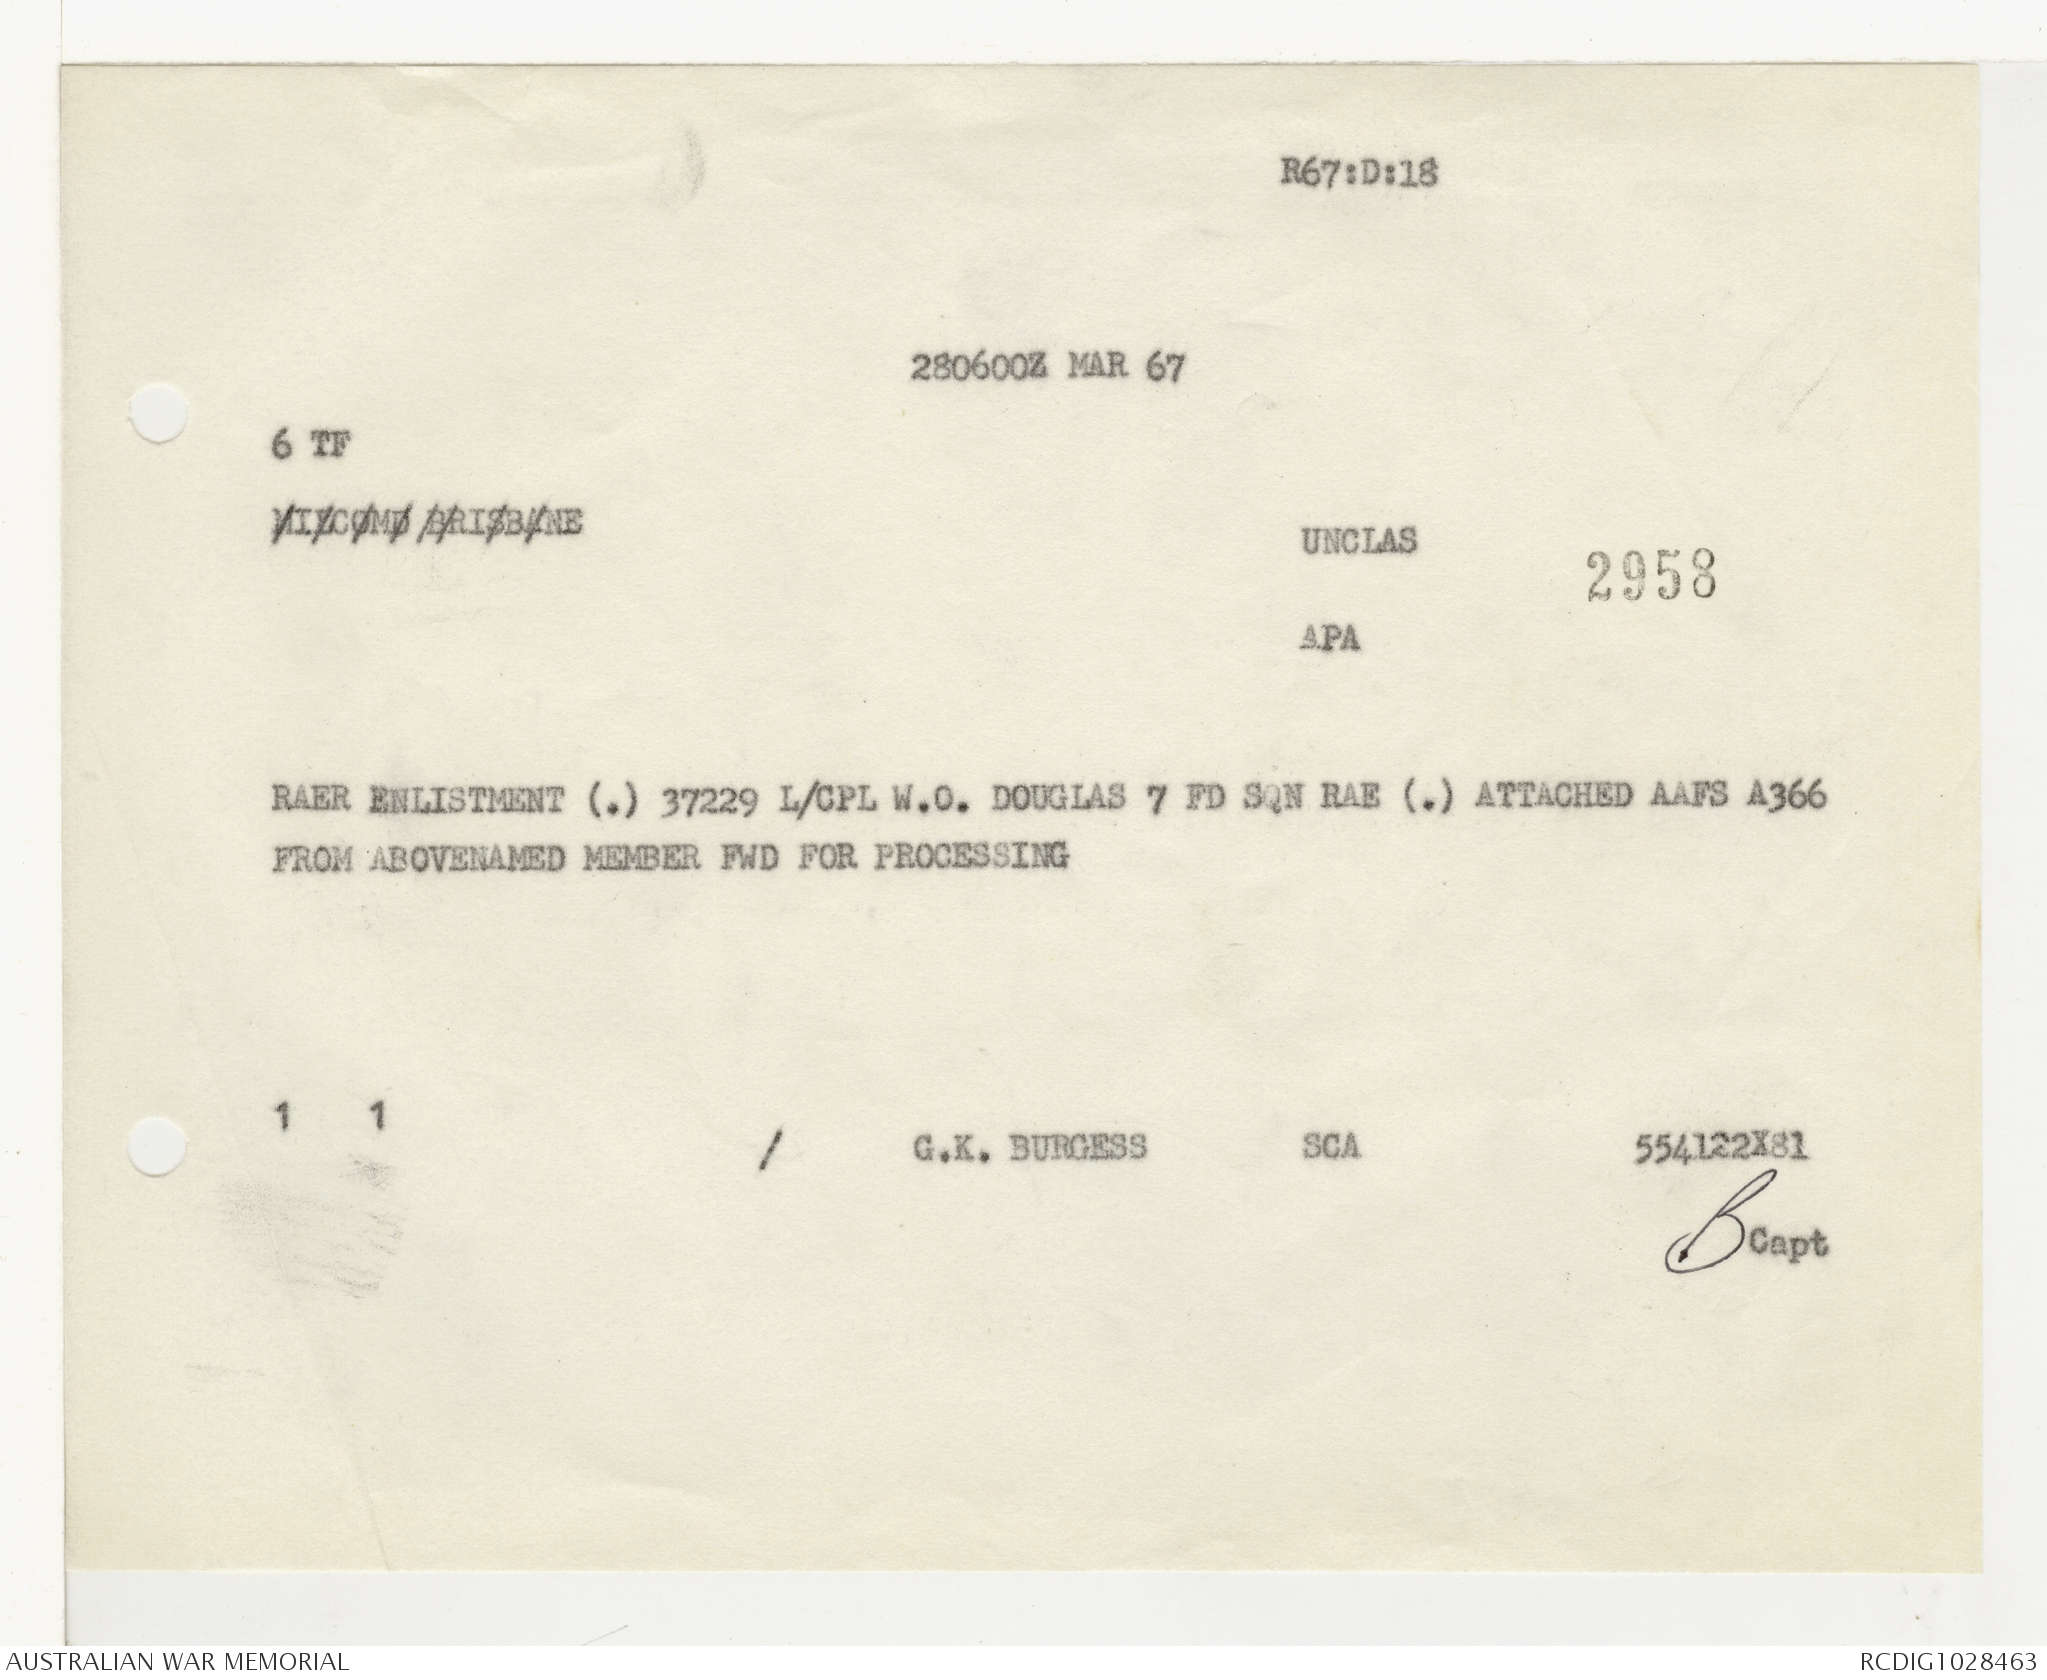 R67:D:18
280600Z MAR 67
6 TF
MILCOMD BRISBANE
UNCLAS
2958
APA
RAER ENLISTMENT (.) 37229 L/CPL W.O. DOUGLAS 7 FD SQN RAE (.) ATTACHED AAFS A366
FROM ABOVENAMED MEMBER FWD FOR PROCESSING
1 1
/ G.K. BURGESS SCA 554122X81
B Capt
AUSTRALIAN WAR MEMORIAL RCDIG1028463